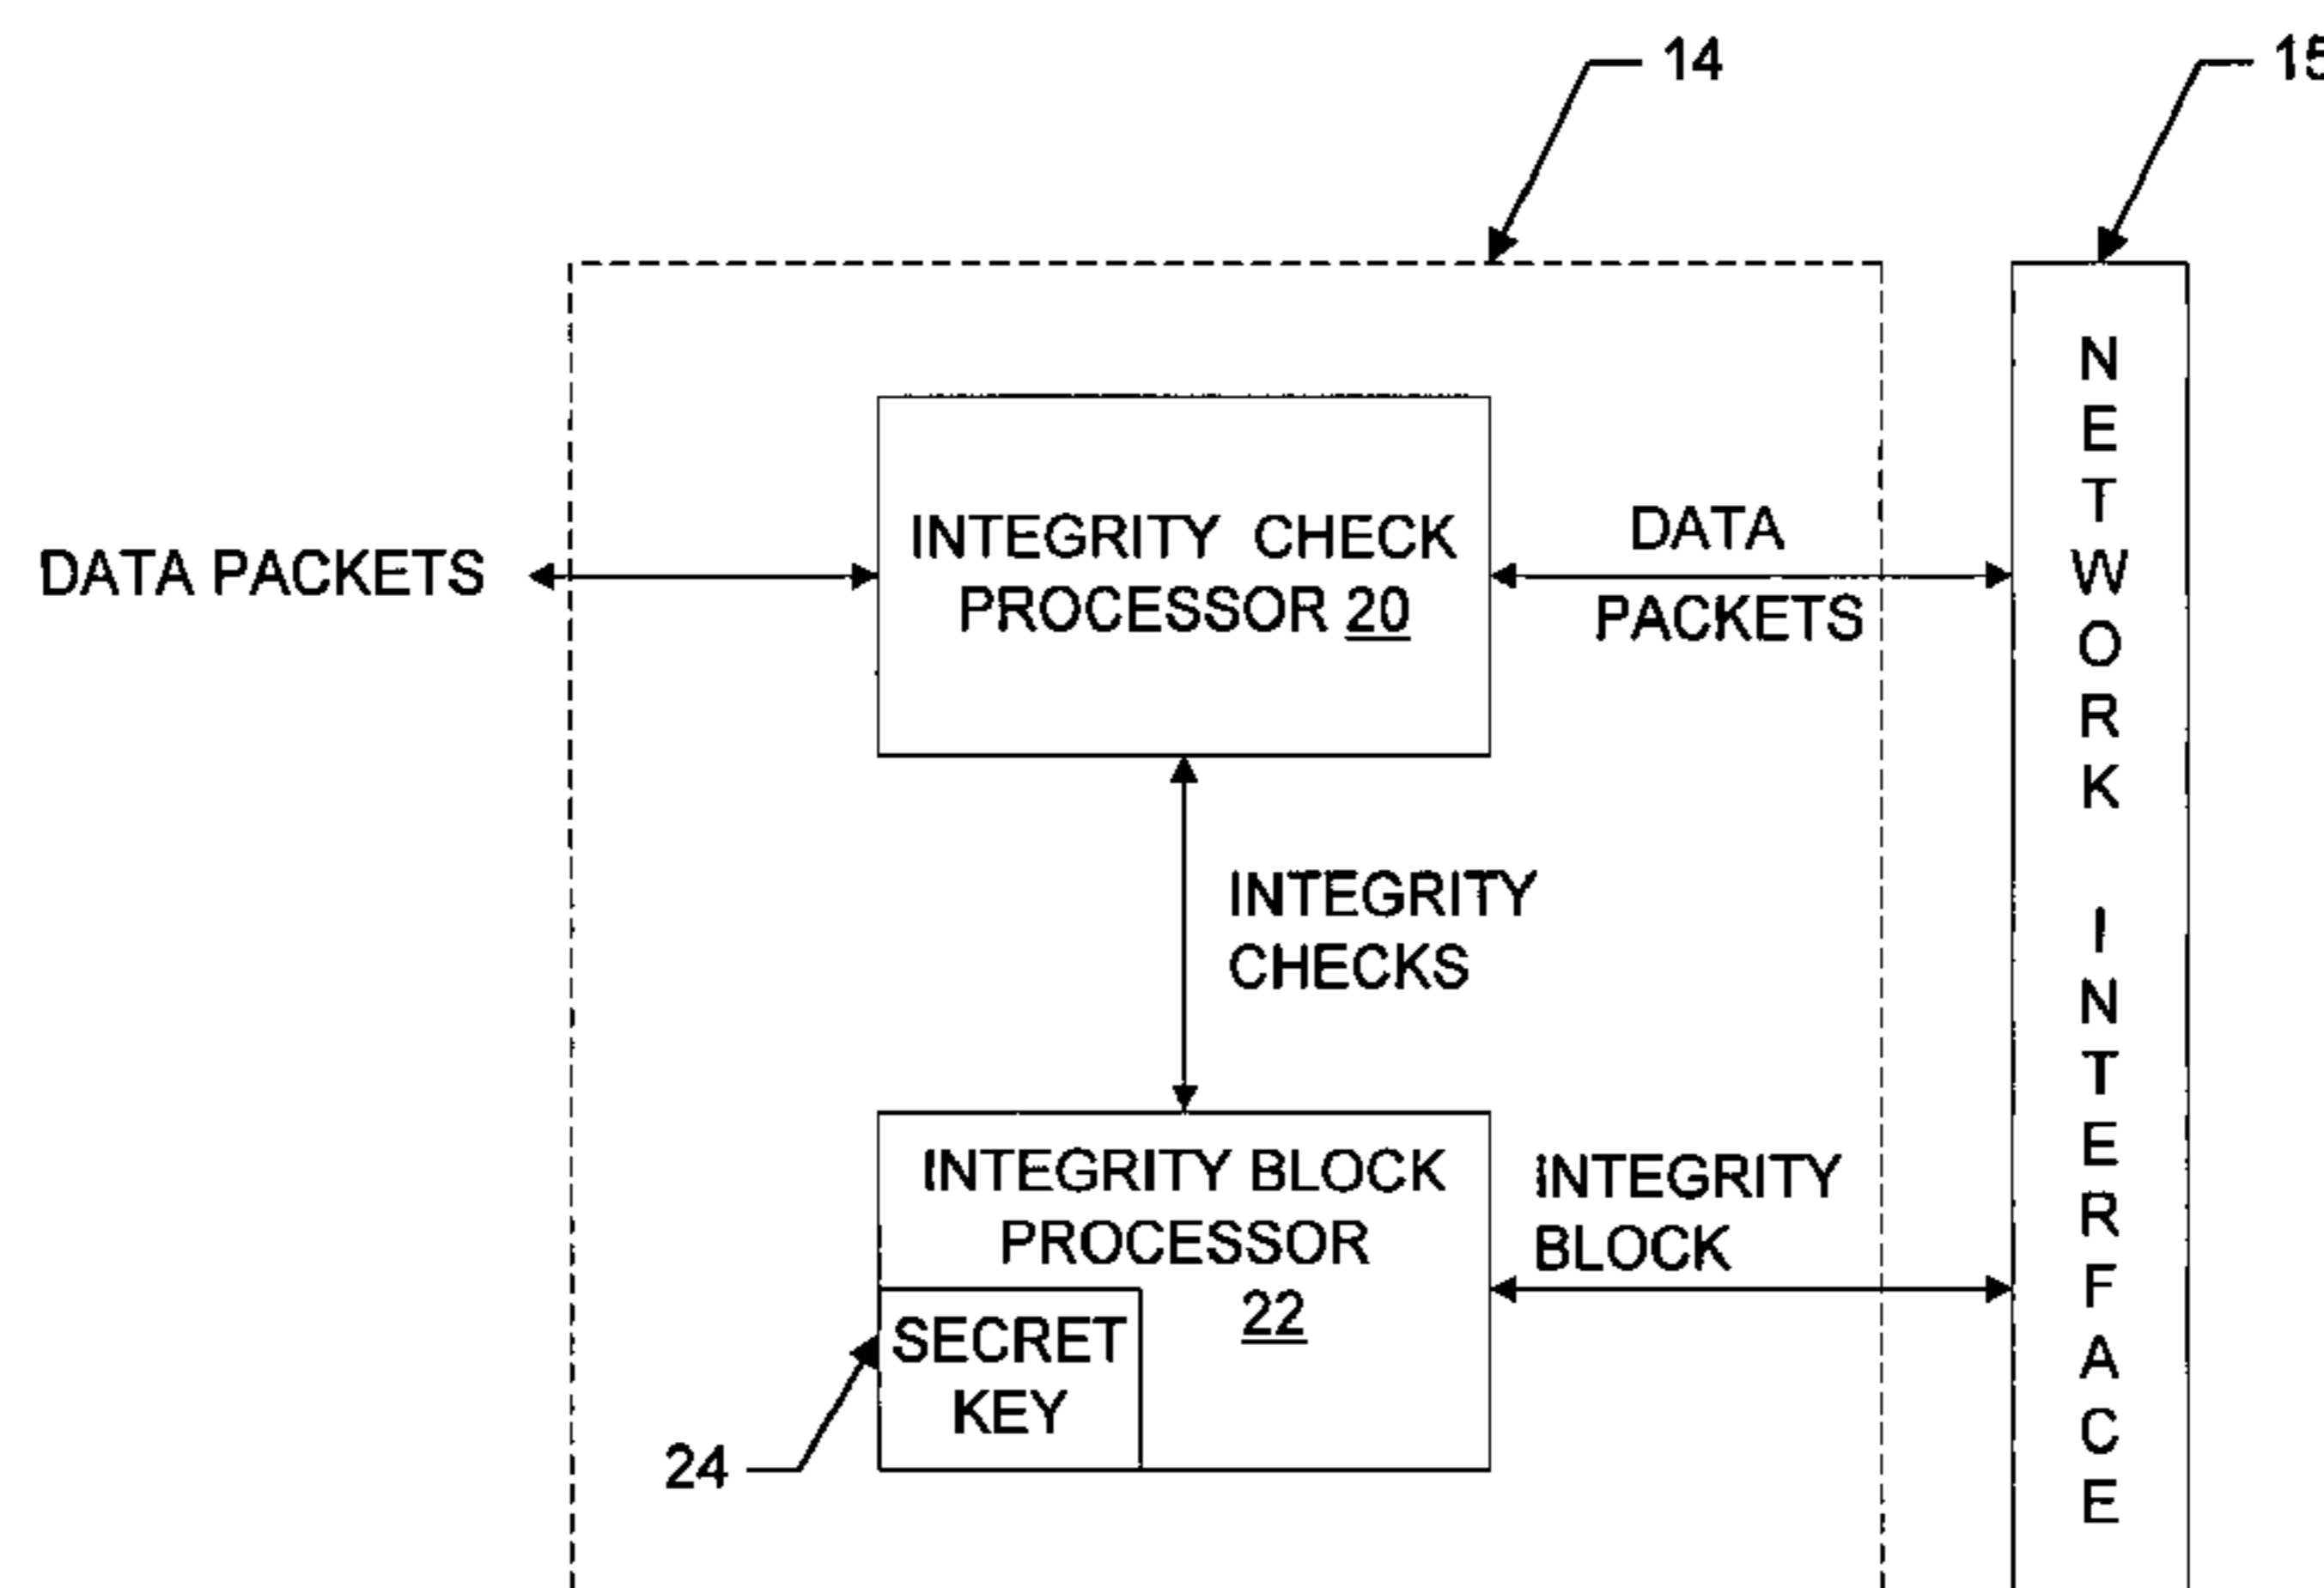 14
15
DATA PACKETS
INTEGRITY CHECK
PROCESSOR 20
DATA
PACKETS
INTEGRITY
CHECKS
INTEGRITY BLOCK
PROCESSOR
22
SECRET
KEY
24
INTEGRITY
BLOCK
NETWORK INTERFACE